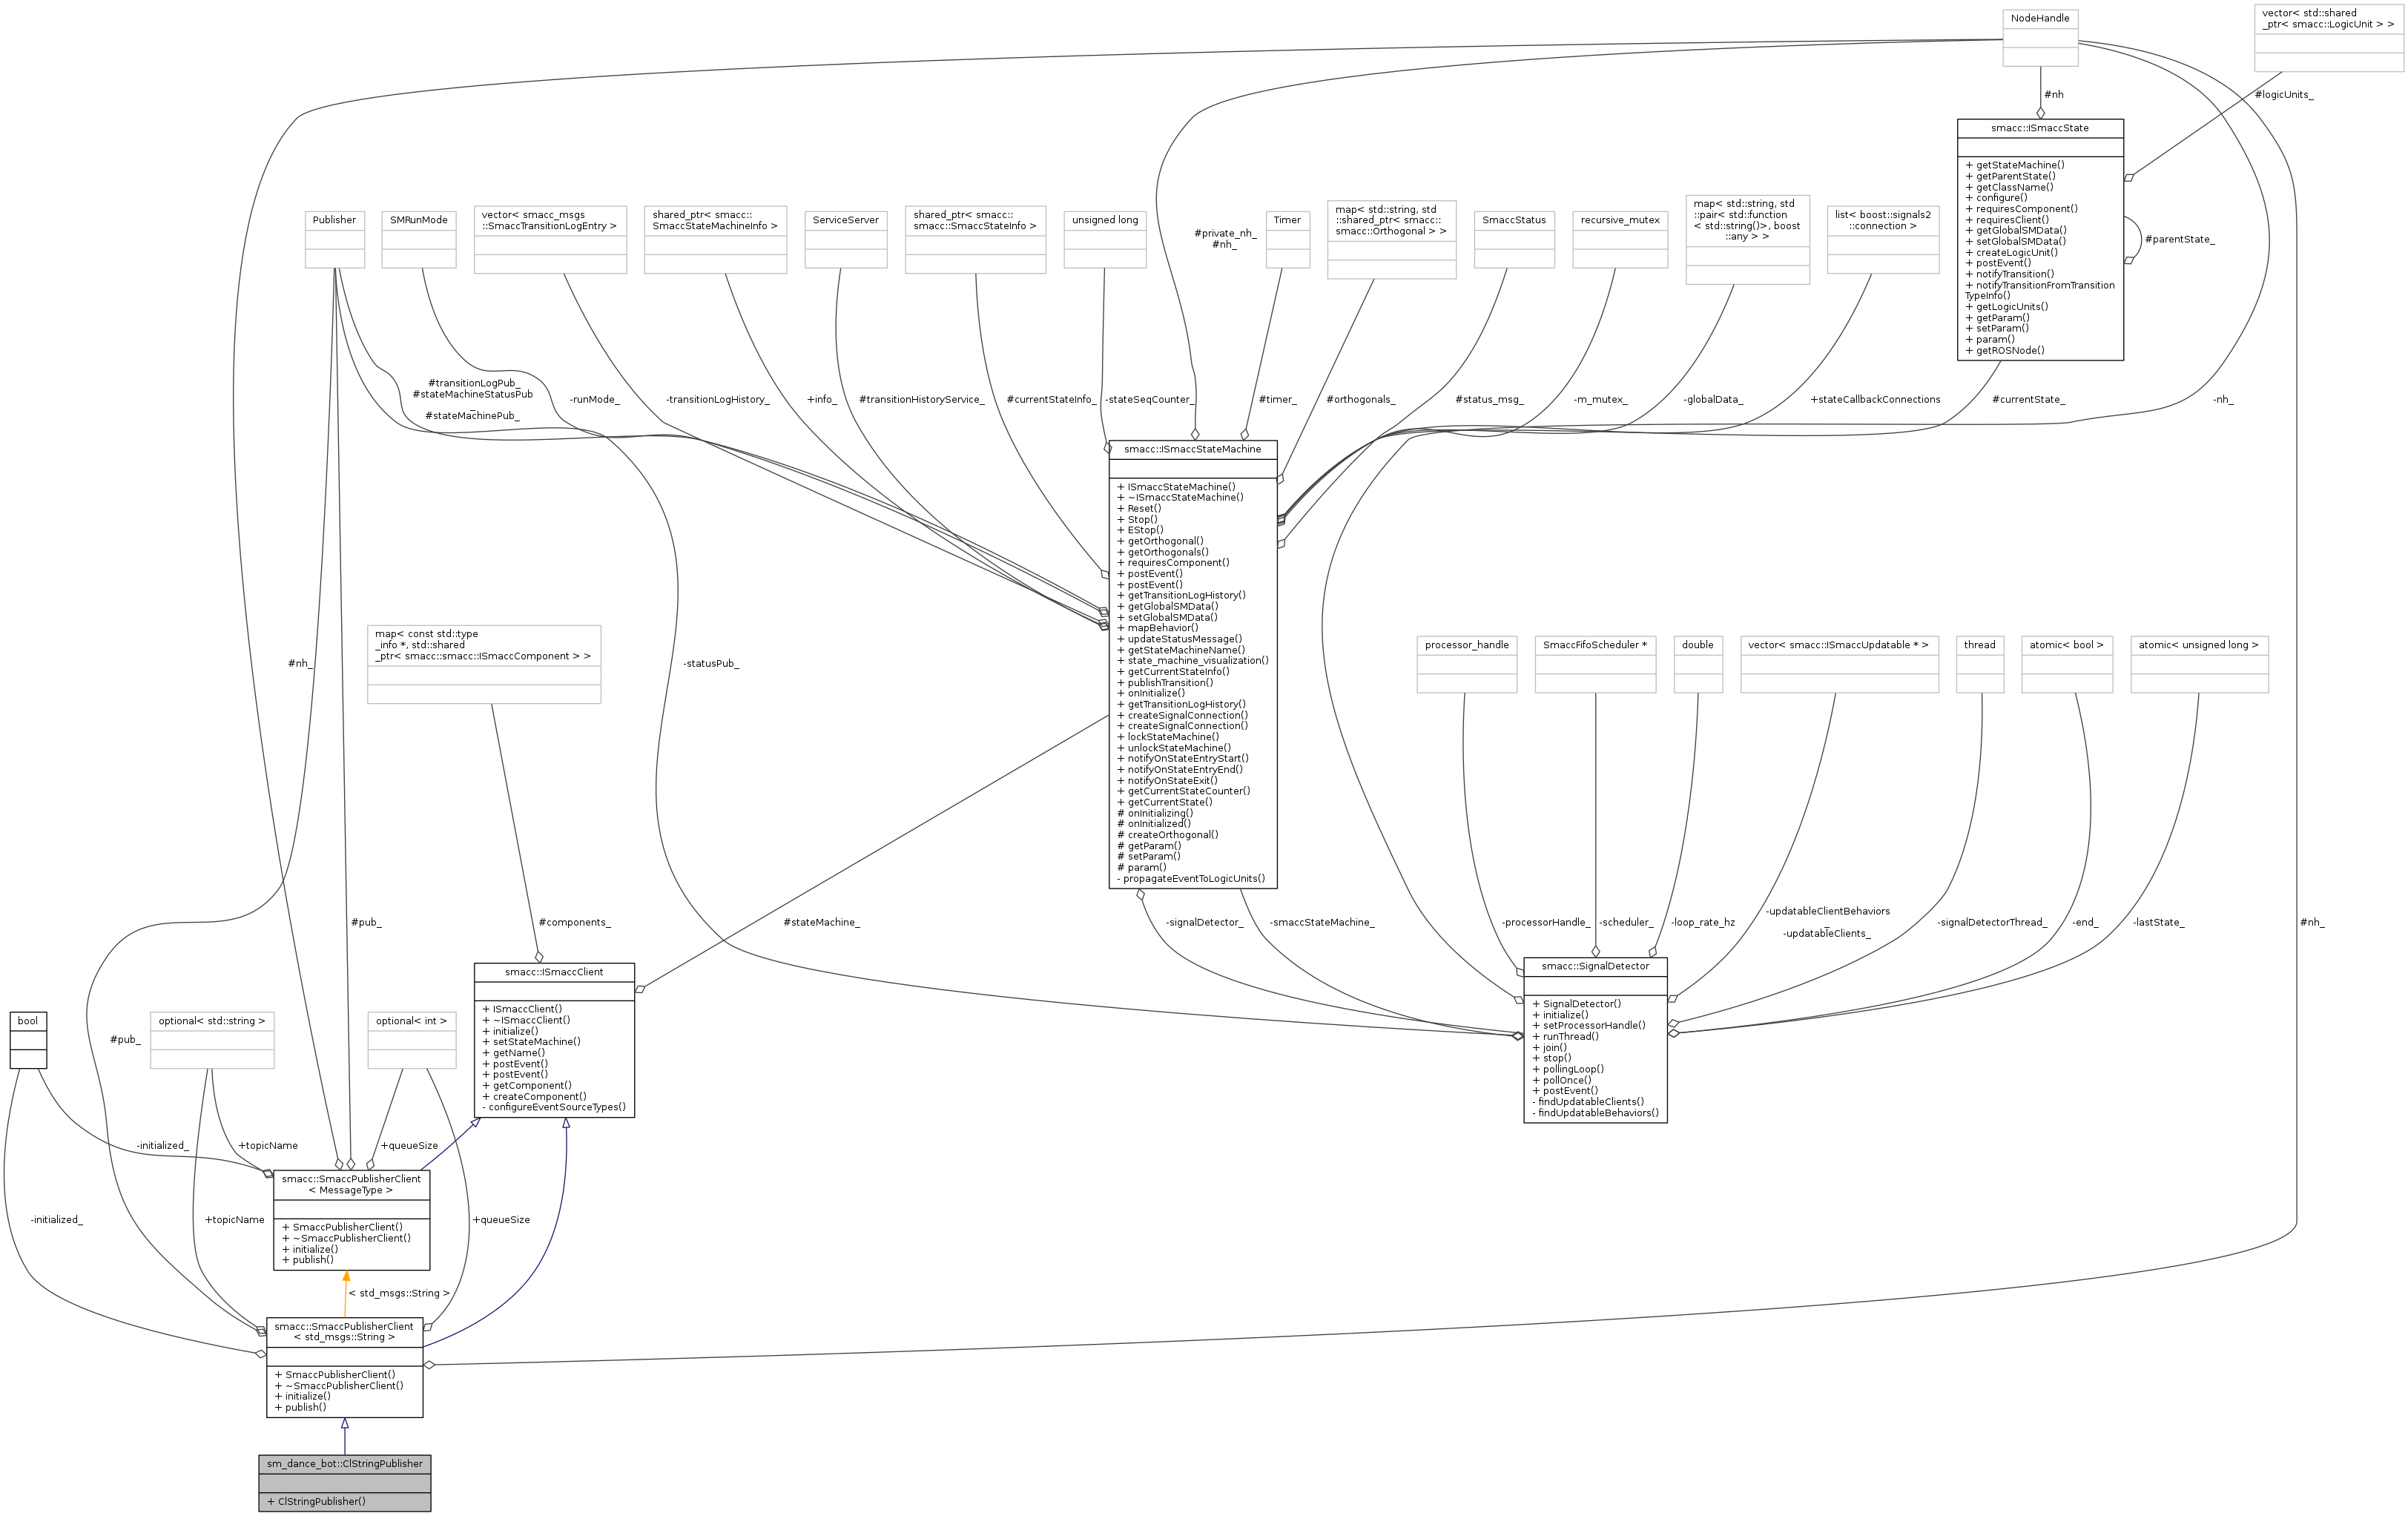 NodeHandle
vector< std::shared
_ptr< smacc::LogicUnit > >
#nh
#logicUnits_
smacc::ISmaccState
+ getStateMachine()
+ getParentState()
+ getClassName()
+ configure()
+ requiresComponent()
+ requiresClient()
+ getGlobalSMData()
+ setGlobalSMData()
+ createLogicUnit()
+ postEvent()
+ notifyTransition()
+ notifyTransitionFromTransition
TypeInfo()
+ getLogicUnits()
+ getParam()
+ setParam()
+ param()
+ getROSNode()
#parentState_
Publisher
SMRunMode
vector< smacc_msgs
::SmaccTransitionLogEntry >
shared_ptr< smacc::
SmaccStateMachineInfo >
ServiceServer
shared_ptr< smacc::
smacc::SmaccStateInfo >
unsigned long
#private_nh_
#nh_
Timer
map< std::string, std
::shared_ptr< smacc::
smacc::Orthogonal > >
SmaccStatus
recursive_mutex
map< std::string, std
::pair< std::function
< std::string()>, boost
::any > >
list< boost::signals2
::connection >
#transitionLogPub_
#stateMachineStatusPub
_
#stateMachinePub_
-runMode_
-transitionLogHistory_
+info_
#transitionHistoryService_
#currentStateInfo_
-stateSeqCounter_
#timer_
#orthogonals_
#status_msg_
-m_mutex_
-globalData_
+stateCallbackConnections
#currentState_
-nh_
smacc::ISmaccStateMachine
+ ISmaccStateMachine()
+ ~ISmaccStateMachine()
+ Reset()
+ Stop()
+ EStop()
+ getOrthogonal()
+ getOrthogonals()
+ requiresComponent()
+ postEvent()
+ postEvent()
+ getTransitionLogHistory()
+ getGlobalSMData()
+ setGlobalSMData()
+ mapBehavior()
+ updateStatusMessage()
+ getStateMachineName()
+ state_machine_visualization()
+ getCurrentStateInfo()
+ publishTransition()
+ onInitialize()
+ getTransitionLogHistory()
+ createSignalConnection()
+ createSignalConnection()
+ lockStateMachine()
+ unlockStateMachine()
+ notifyOnStateEntryStart()
+ notifyOnStateEntryEnd()
+ notifyOnStateExit()
+ getCurrentStateCounter()
+ getCurrentState()
# onInitializing()
# onInitialized()
# createOrthogonal()
# getParam()
# setParam()
# param()
- propagateEventToLogicUnits()
map< const std::type
_info *, std::shared
_ptr< smacc::smacc::ISmaccComponent > >
#nh_
-statusPub_
processor_handle
SmaccFifoScheduler *
double
vector< smacc::ISmaccUpdatable * >
thread
atomic< bool >
atomic< unsigned long >
#pub_
#components_
#stateMachine_
-signalDetector_
-smaccStateMachine_
-processorHandle_
-scheduler_
-loop_rate_hz
-updatableClientBehaviors
_
-updatableClients_
-signalDetectorThread_
-end_
-lastState_
#nh_
smacc::ISmaccClient
+ ISmaccClient()
+ ~ISmaccClient()
+ initialize()
+ setStateMachine()
+ getName()
+ postEvent()
+ postEvent()
+ getComponent()
+ createComponent()
- configureEventSourceTypes()
smacc::SignalDetector
+ SignalDetector()
+ initialize()
+ setProcessorHandle()
+ runThread()
+ join()
+ stop()
+ pollingLoop()
+ pollOnce()
+ postEvent()
- findUpdatableClients()
- findUpdatableBehaviors()
bool
#pub_
optional< std::string >
optional< int >
-initialized_
+topicName
+queueSize
smacc::SmaccPublisherClient
< MessageType >
+ SmaccPublisherClient()
+ ~SmaccPublisherClient()
+ initialize()
+ publish()
-initialized_
+topicName
+queueSize
< std_msgs::String >
smacc::SmaccPublisherClient
< std_msgs::String >
+ SmaccPublisherClient()
+ ~SmaccPublisherClient()
+ initialize()
+ publish()
sm_dance_bot::ClStringPublisher
+ ClStringPublisher()